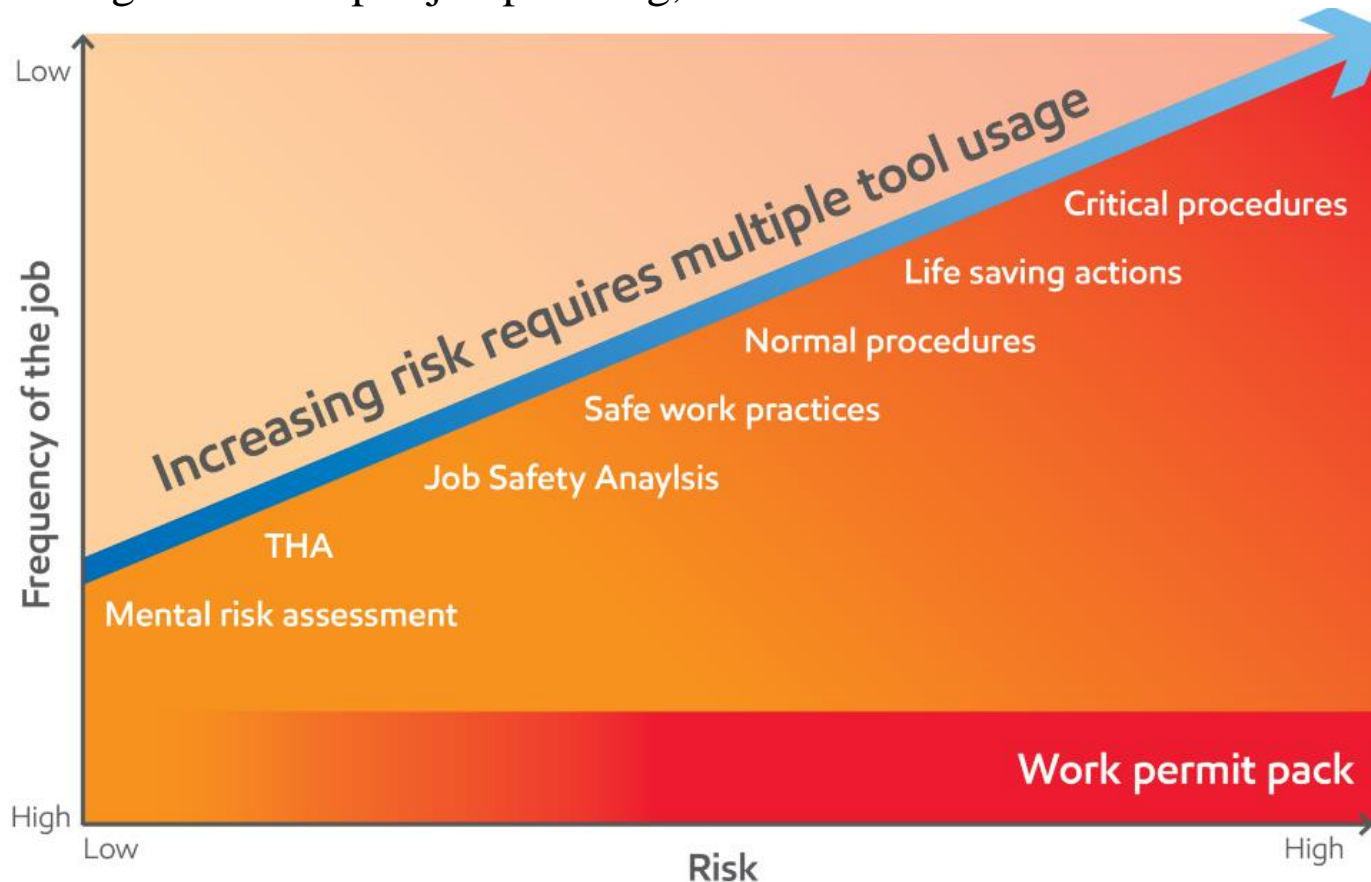 Low
Increasing risk requires multiple tool usage
Critical procedures
Life saving actions
Normal procedures
Safe work practices
Job Safety Anaylsis
THA
Mental risk assessment
Frequency of the job
Work permit pack
High
Low
Risk
High